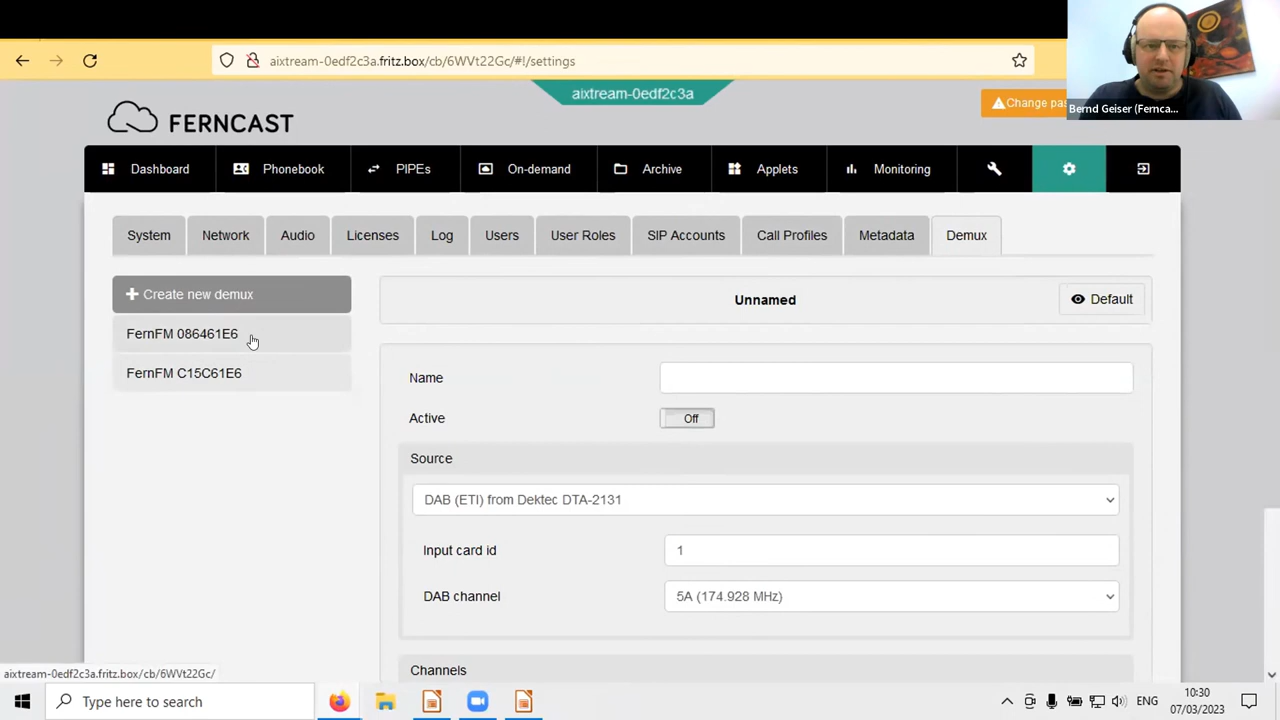 aixtream-0edf2c3a.fritz.box/cb/6WVt22Gc/#!/settings
aixtream-0edf2c3a
FERNCAST
Change pa
Bernd Geiser (Fernca...
Dashboard
Phonebook
PIPEs
On-demand
Archive
Applets
Monitoring
System
Network
Audio
Licenses
Log
Users
User Roles
SIP Accounts
Call Profiles
Metadata
Demux
Create new demux
FernFM 086461E6
FernFM C15C61E6
Unnamed
Default
Name
Active
Off
Source
DAB (ETI) from Dektec DTA-2131
Input card id
1
DAB channel
5A (174.928 MHz)
Channels
aixtream-0edf2c3a.fritz.box/cb/6WVt22Gc/
Type here to search
ENG
10:30
07/03/2023